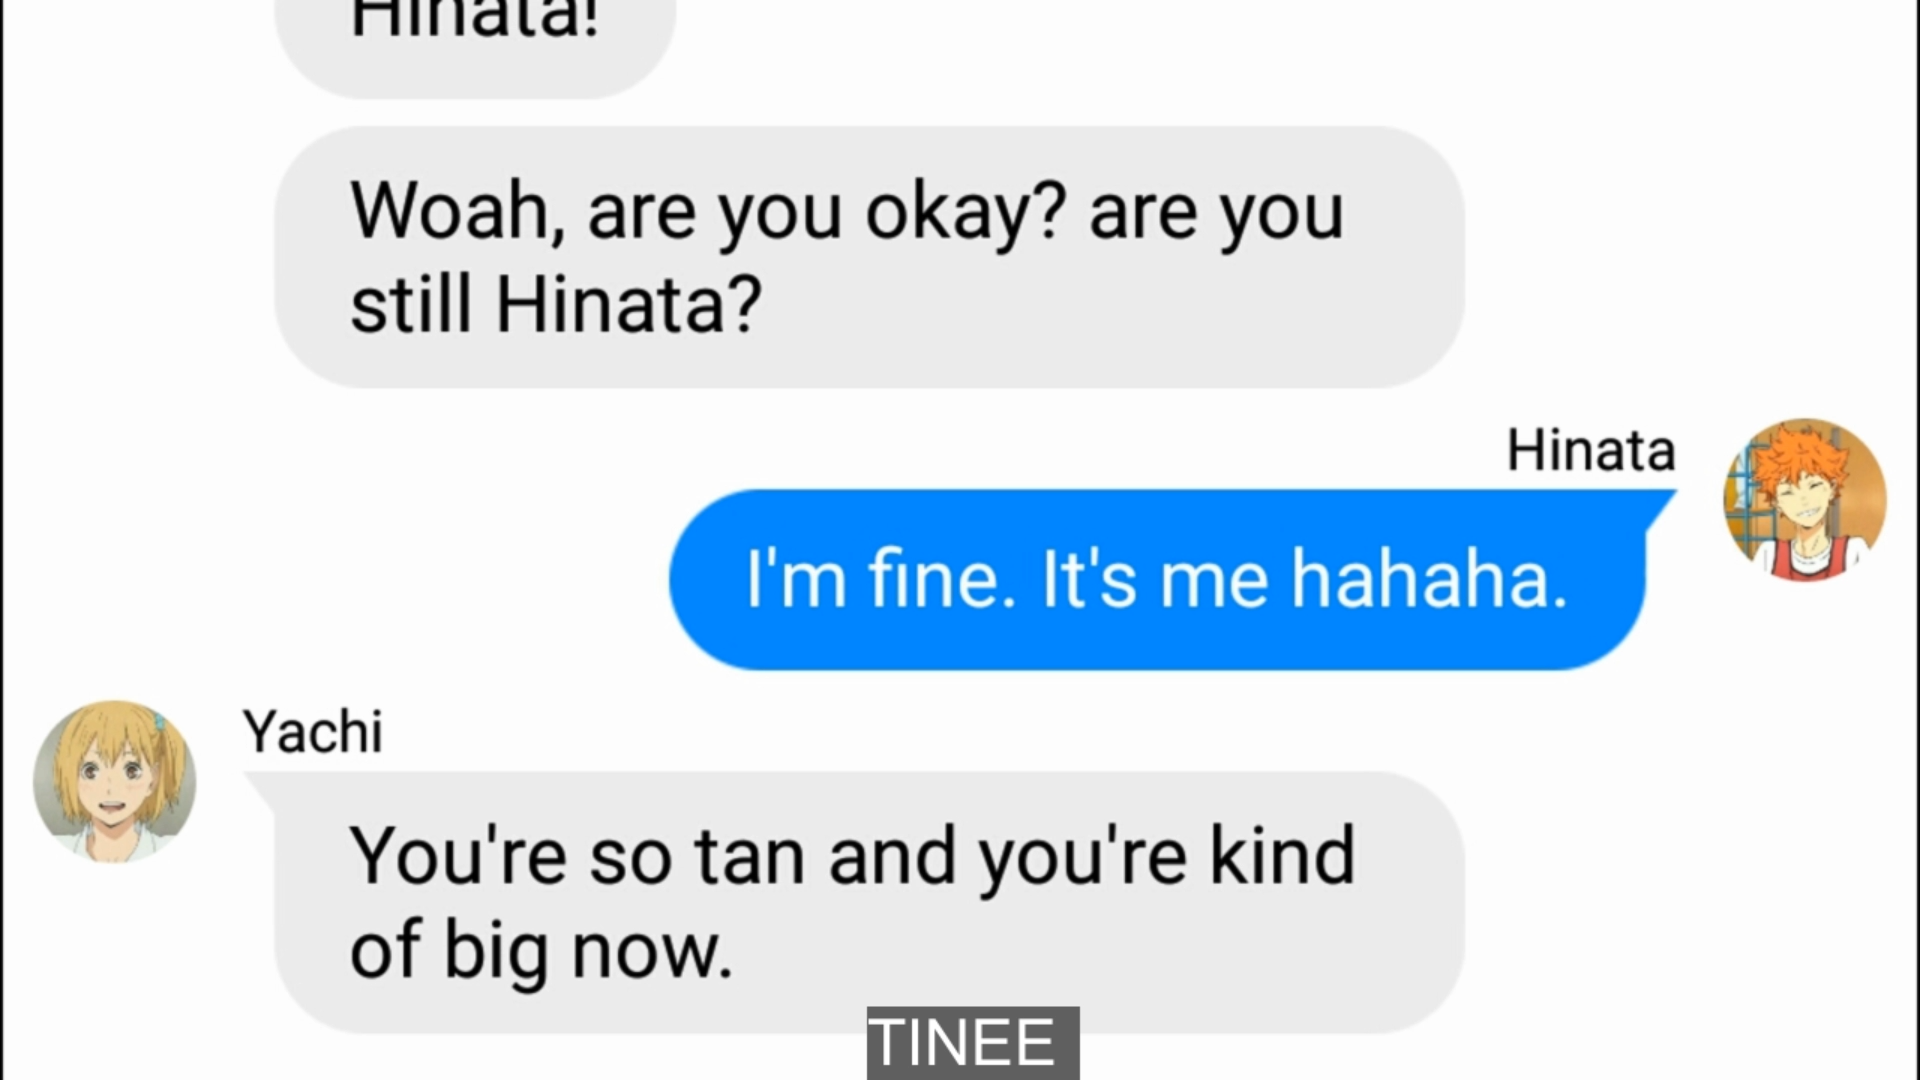 Hinata!
Woah, are you okay? are you
still Hinata?
Hinata
I'm fine. It's me hahaha.
Yachi
You're so tan and you're kind
of big now.
TINEE